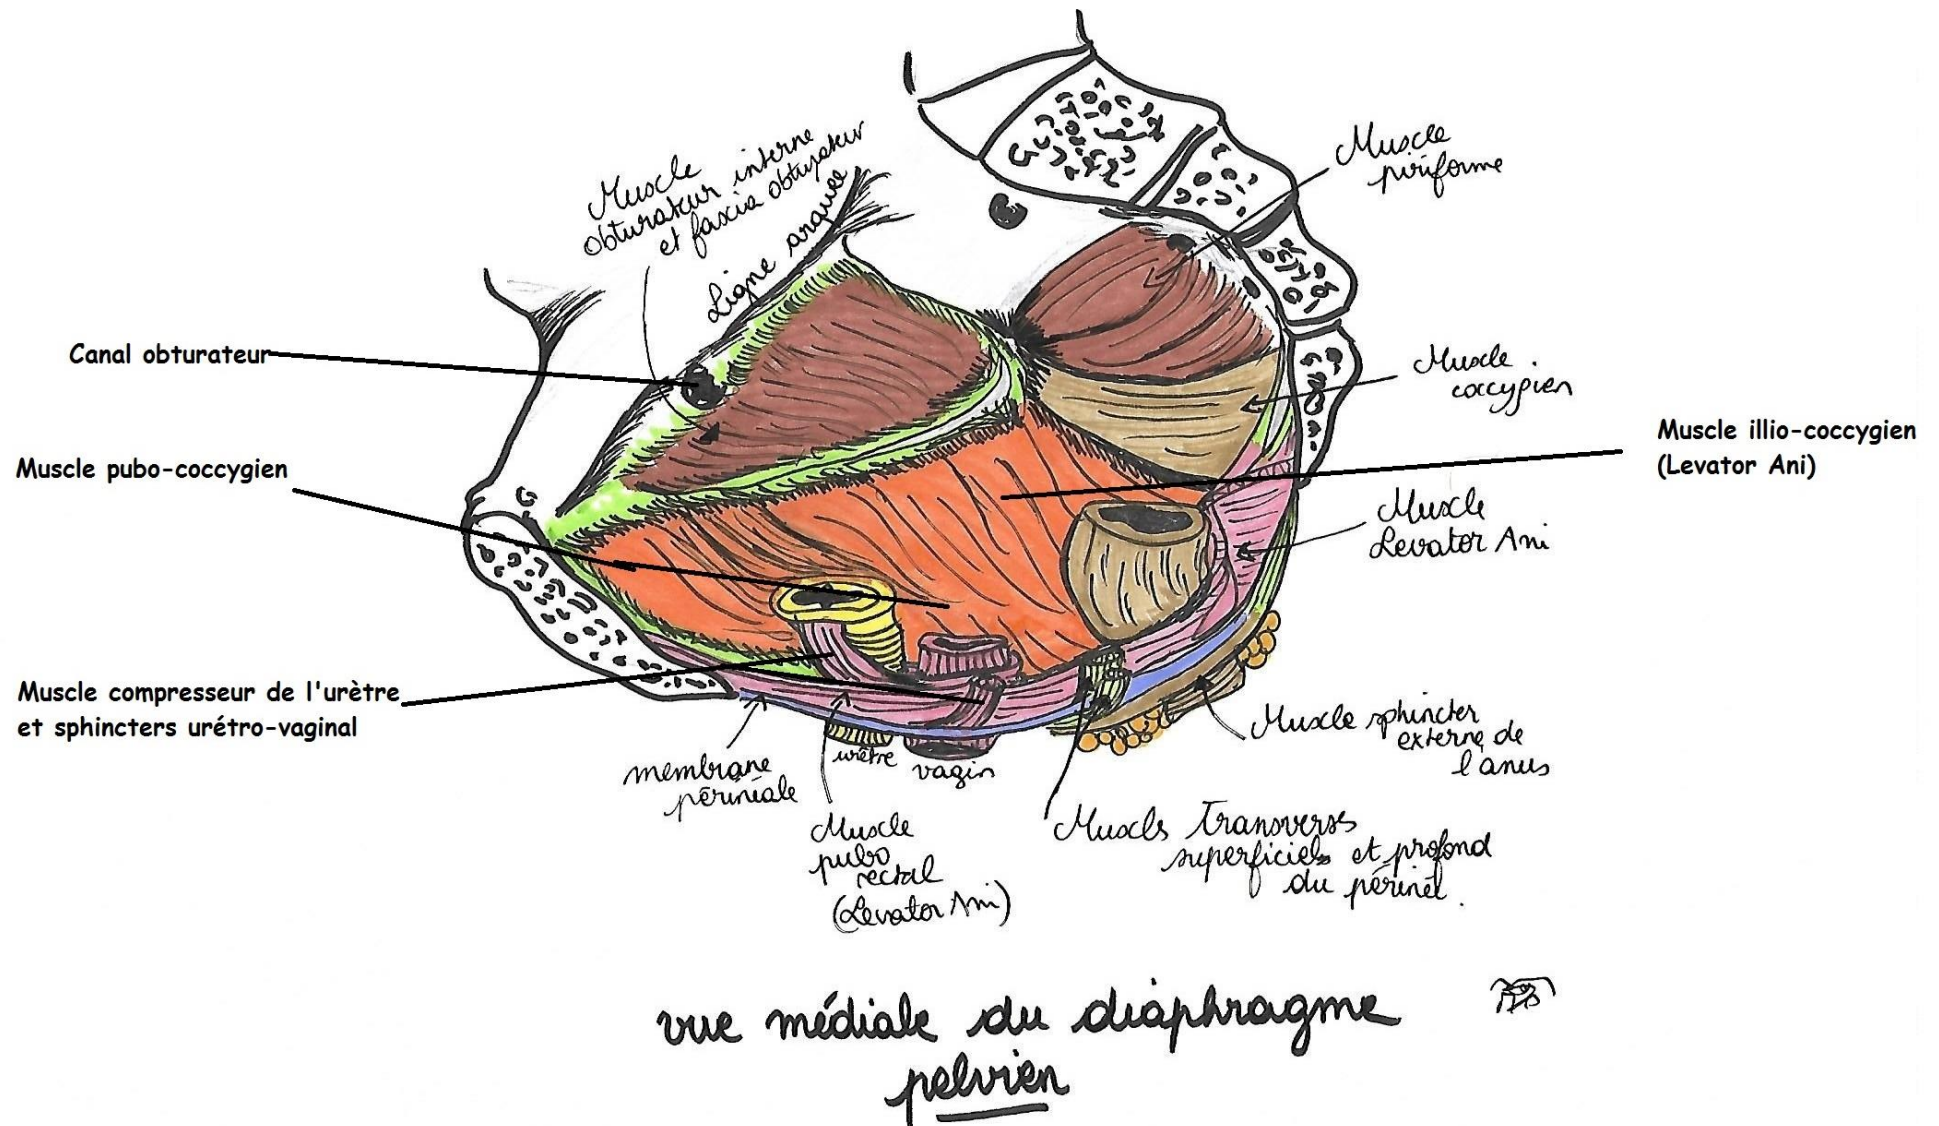 Muscle
obturateur interne
et fascia obturateur
Ligne arquée
Muscle
piriforme
Canal obturateur
Muscle
coccygien
Muscle illio-coccygien
(Levator Ani)
Muscle pubo-coccygien
Muscle
Levator Ani
Muscle compresseur de l'urètre
et sphincters urétro-vaginal
Muscle sphincter
externe de
l'anus
membrane
périnéale
urètre
vagin
Muscle
pubo
rectal
(Levator Ani)
Muscls Transverses
superficiels et profond
du périnél.
vue médiale du diaphragme
pelvien